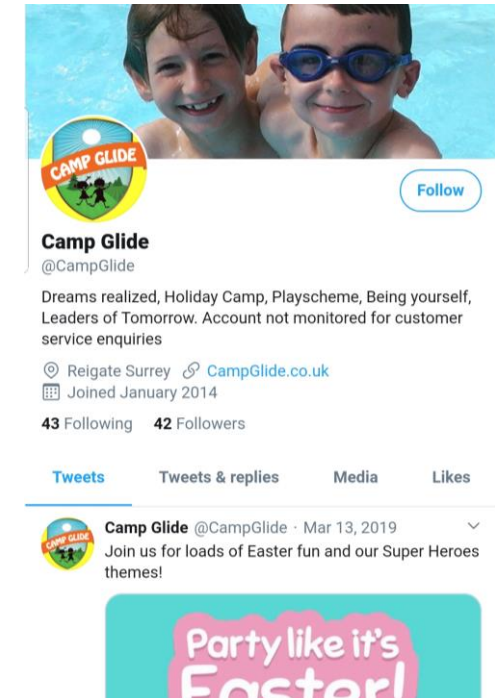 CAMP GLIDE
Follow
Camp Glide
@CampGlide
Dreams realized, Holiday Camp, Playscheme, Being yourself,
Leaders of Tomorrow. Account not monitored for customer
service enquiries
Reigate Surrey CampGlide.co.uk
Joined January 2014
43 Following 42 Followers
Tweets Tweets & replies Media Likes
Camp Glide @CampGlide · Mar 13, 2019
CAMP GLIDE
Join us for loads of Easter fun and our Super Heroes
themes!
Party like it's
Easter!